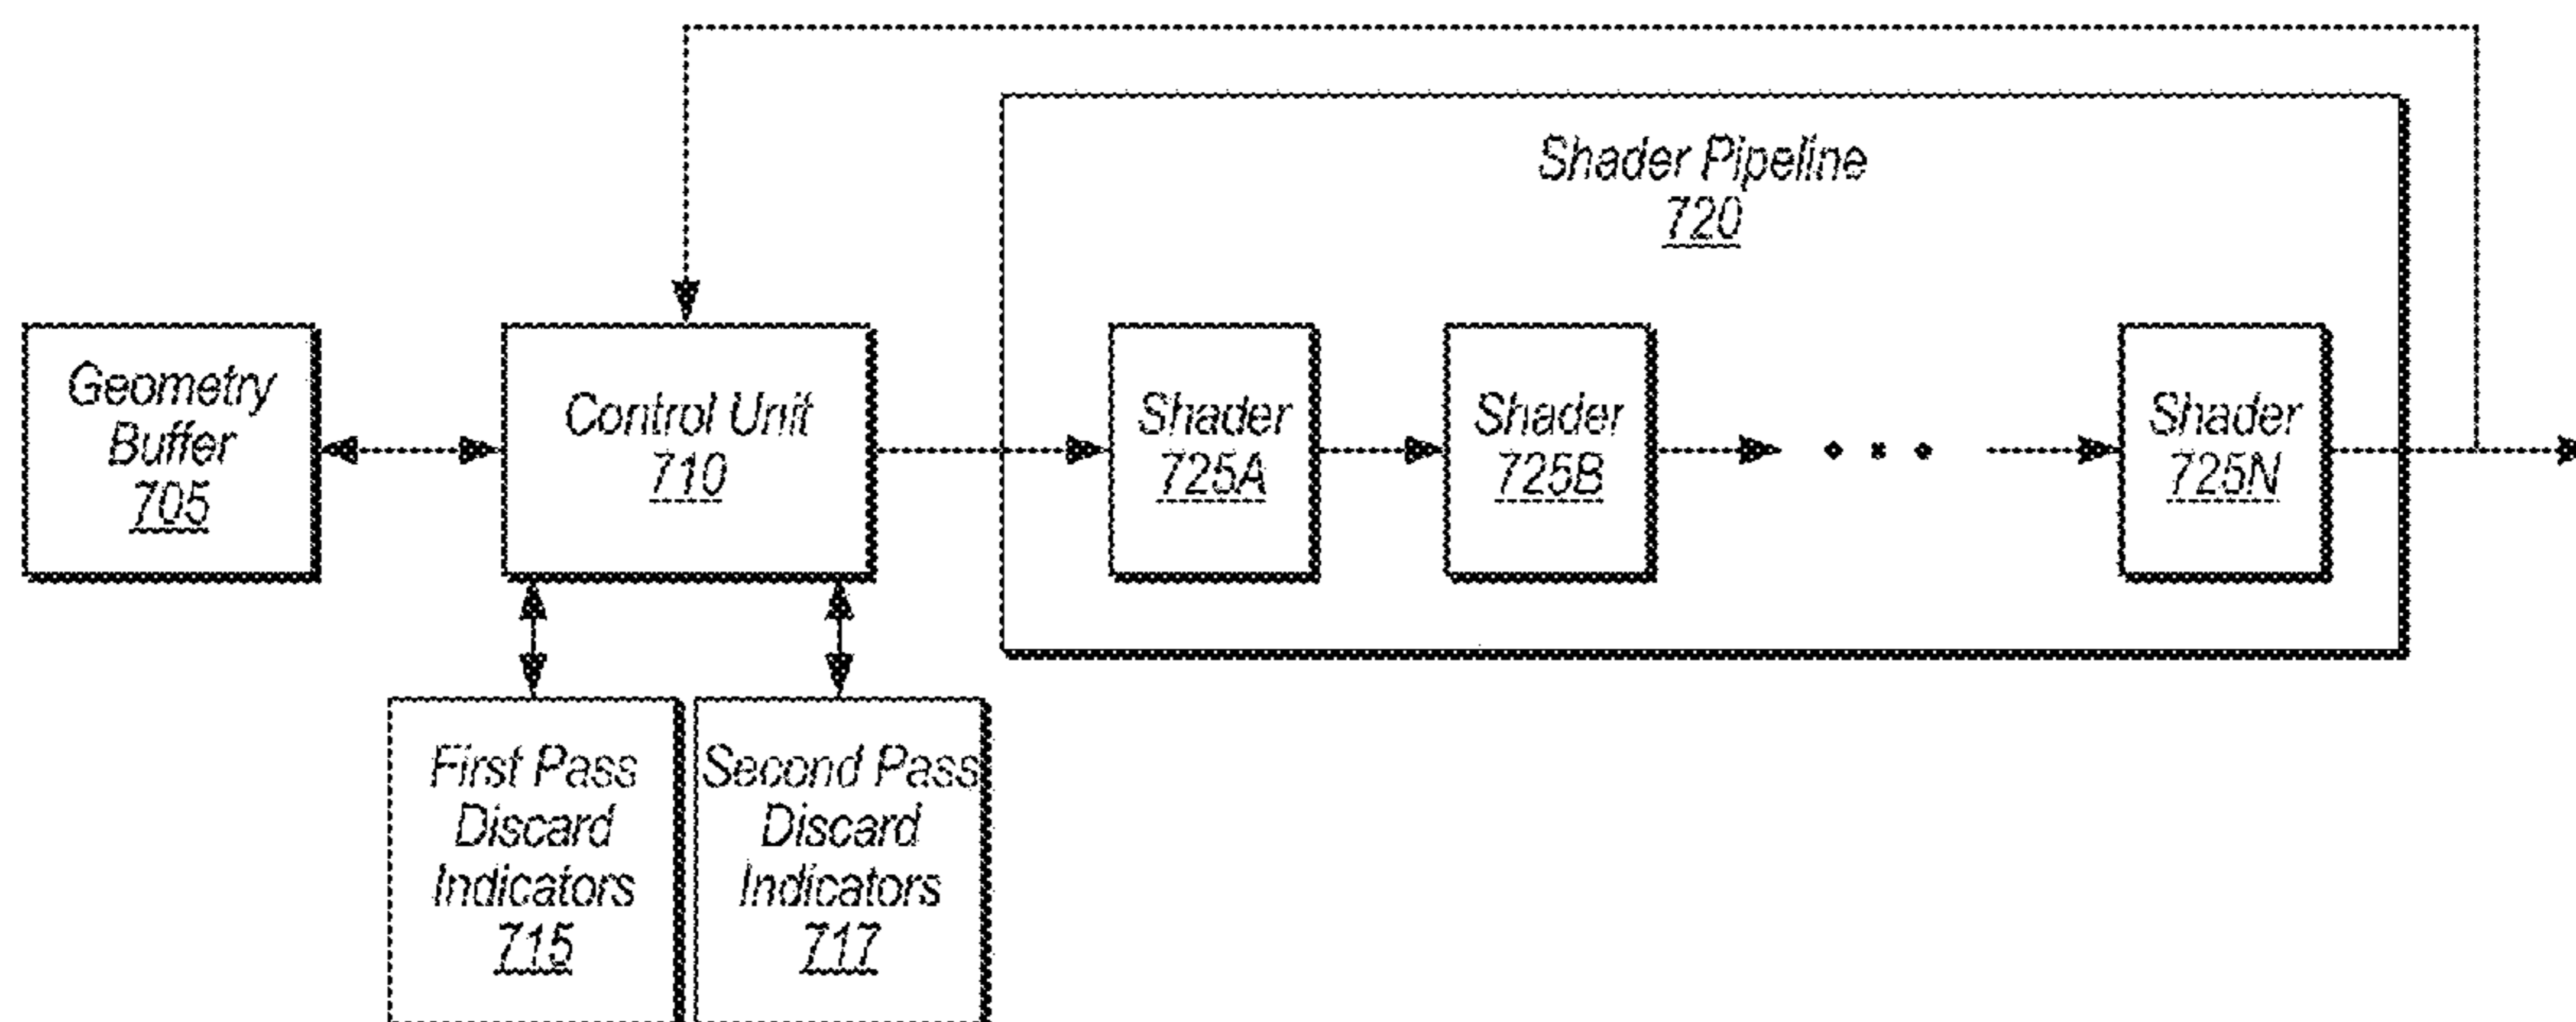 Shader Pipeline
720
Geometry
Buffer
705
Control Unit
710
Shader
725A
Shader
725B
Shader
725N
First Pass
Discard
Indicators
715
Second Pass
Discard
Indicators
717